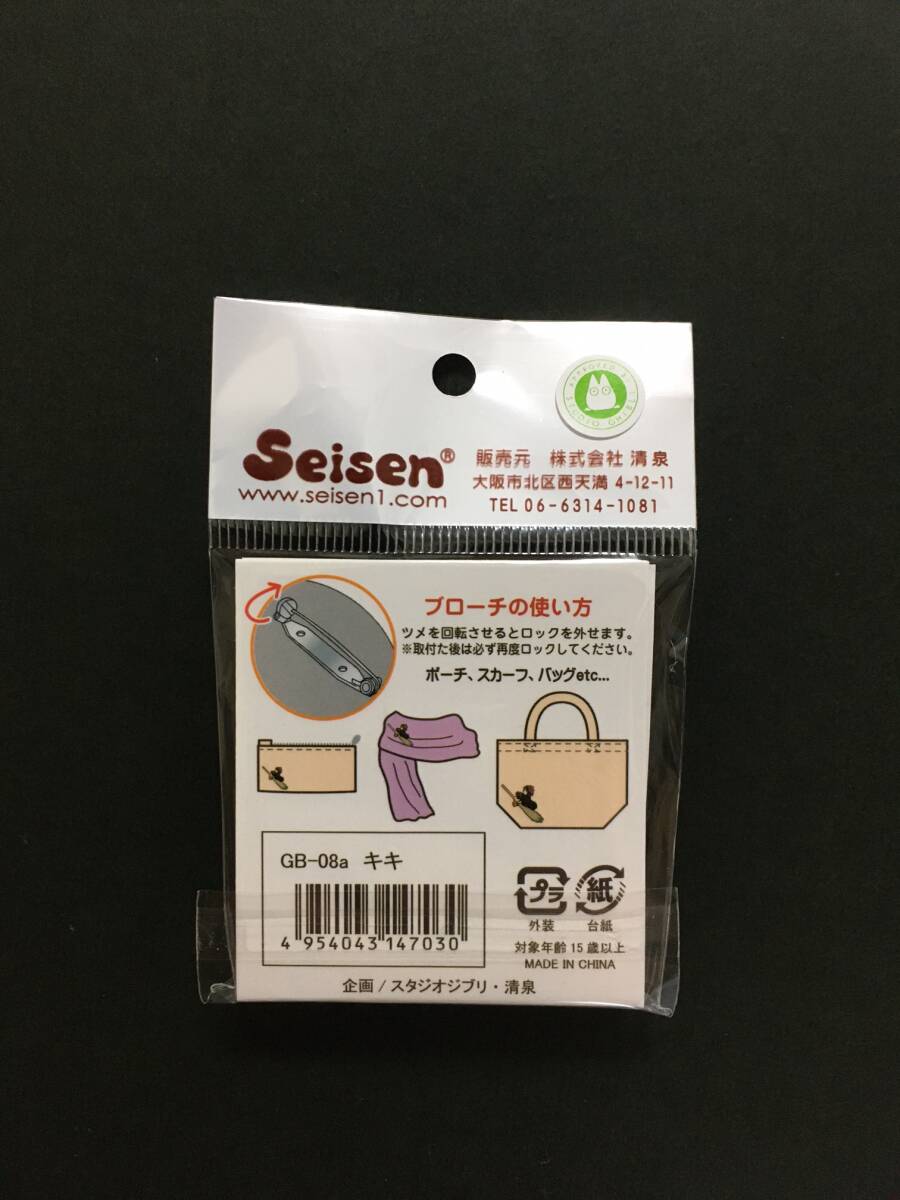 APPROVED
STUDIO GHIBLI
Seisen®
www.seisen1.com
販売元 株式会社 清泉
大阪市北区西天満 4-12-11
TEL 06-6314-1081
ブローチの使い方
ツメを回転させるとロックを外せます。
※取付た後は必ず再度ロックしてください。
ポーチ、スカーフ、バッグetc...
GB-08a キキ
4 954043 147030
プラ
外装
紙
台紙
対象年齢 15 歳以上
MADE IN CHINA
企画 / スタジオジブリ・清泉